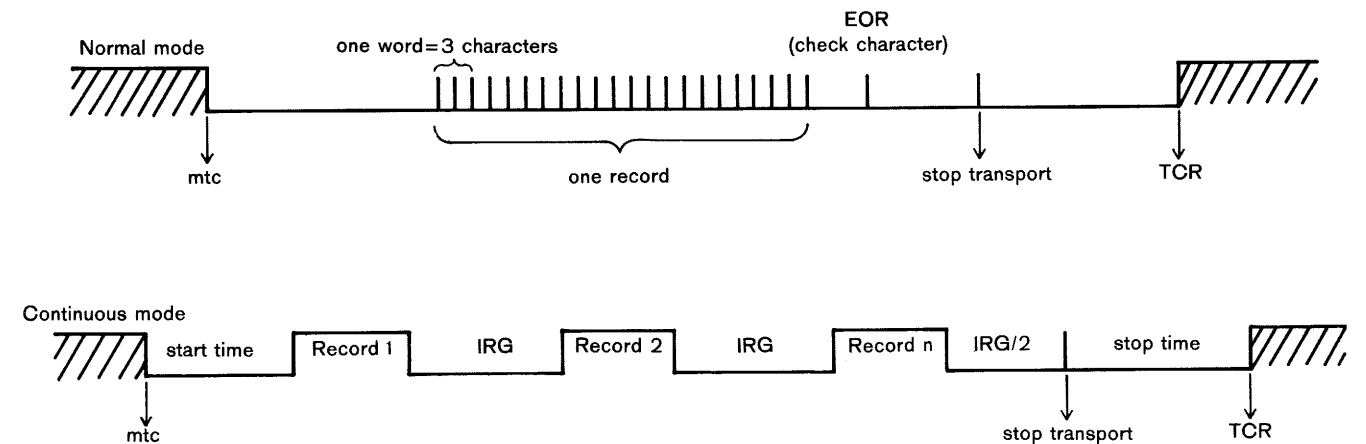 Normal mode
one word=3 characters
EOR
(check character)
mtc
one record
stop transport
TCR
Continuous mode
start time
Record 1
IRG
Record 2
IRG
Record n
IRG/2
stop time
mtc
stop transport
TCR